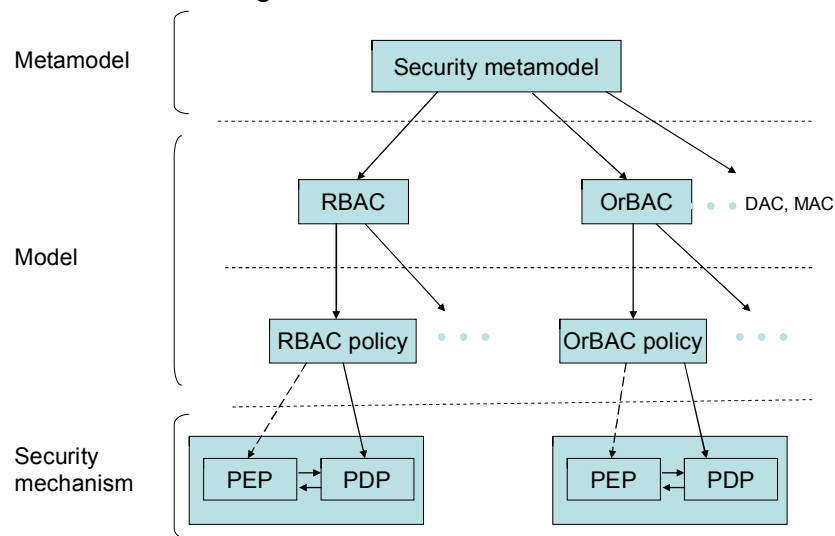 Metamodel
Security metamodel
RBAC
OrBAC
DAC, MAC
Model
RBAC policy
OrBAC policy
Security
mechanism
PEP
PDP
PEP
PDP